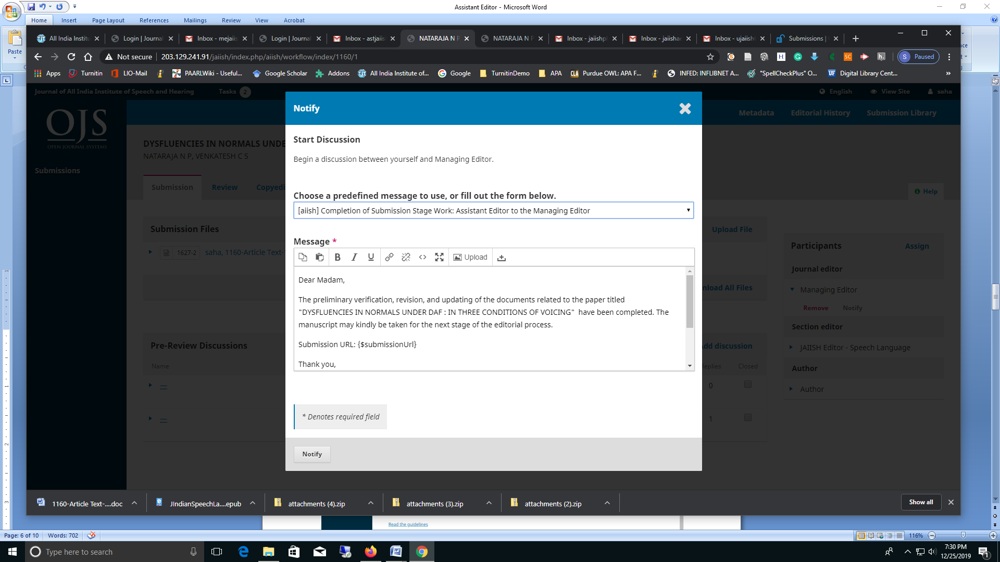 Assistant Editor - Microsoft Word
Home Insert Page Layout References Mailings Review View Acrobat
Paste
All India Institu Login | Journal Inbox - mejaiis Login | Journal Inbox - astjaiis NATARAJA N P NATARAJA N P Inbox - jaiishpl Inbox - jaiishae Inbox - ujaiish Submissions |
Not secure 203.129.241.91/jaiish/index.php/aiish/workflow/index/1160/1 S Paused
Apps Turnitin LIO-Mail PAARLWiki - Useful... Google Scholar Addons All India Institute of... Google TurnitinDemo APA CLA Purdue OWL: APA F... INFED: INFLIBNET A... "SpellCheckPlus" O... UF Digital Library Cent... »
Journal of All India Institute of Speech and Hearing Tasks 2 English View Site saha
OJS
OPEN JOURNAL SYSTEMS
Submissions
Metadata Editorial History Submission Library
DYSFLUENCIES IN NORMALS UNDE
NATARAJA N P, VENKATESH C S
Submission Review Copyedi
Help
Submission Files
Upload File
1627-2 saha, 1160-Article Text-
nload All Files
Pre-Review Discussions
dd discussion
Name
eplies Closed
0
1
Participants Assign
Journal editor
Managing Editor
Remove Notify
Section editor
JAIISH Editor - Speech Language
Author
Author
Notify
Start Discussion
Begin a discussion between yourself and Managing Editor.
Choose a predefined message to use, or fill out the form below.
[aiish] Completion of Submission Stage Work: Assistant Editor to the Managing Editor
Message *
B I U Upload
Dear Madam,
The preliminary verification, revision, and updating of the documents related to the paper titled
"DYSFLUENCIES IN NORMALS UNDER DAF : IN THREE CONDITIONS OF VOICING" have been completed. The
manuscript may kindly be taken for the next stage of the editorial process.
Submission URL: {$submissionUrl}
Thank you,
* Denotes required field
Notify
1160-Article Text-....doc JIndianSpeechLa....epub attachments (4).zip attachments (3).zip attachments (2).zip Show all
Read the guidelines
Page: 6 of 10 Words: 702 116%
Type here to search
7:30 PM
12/25/2019
1